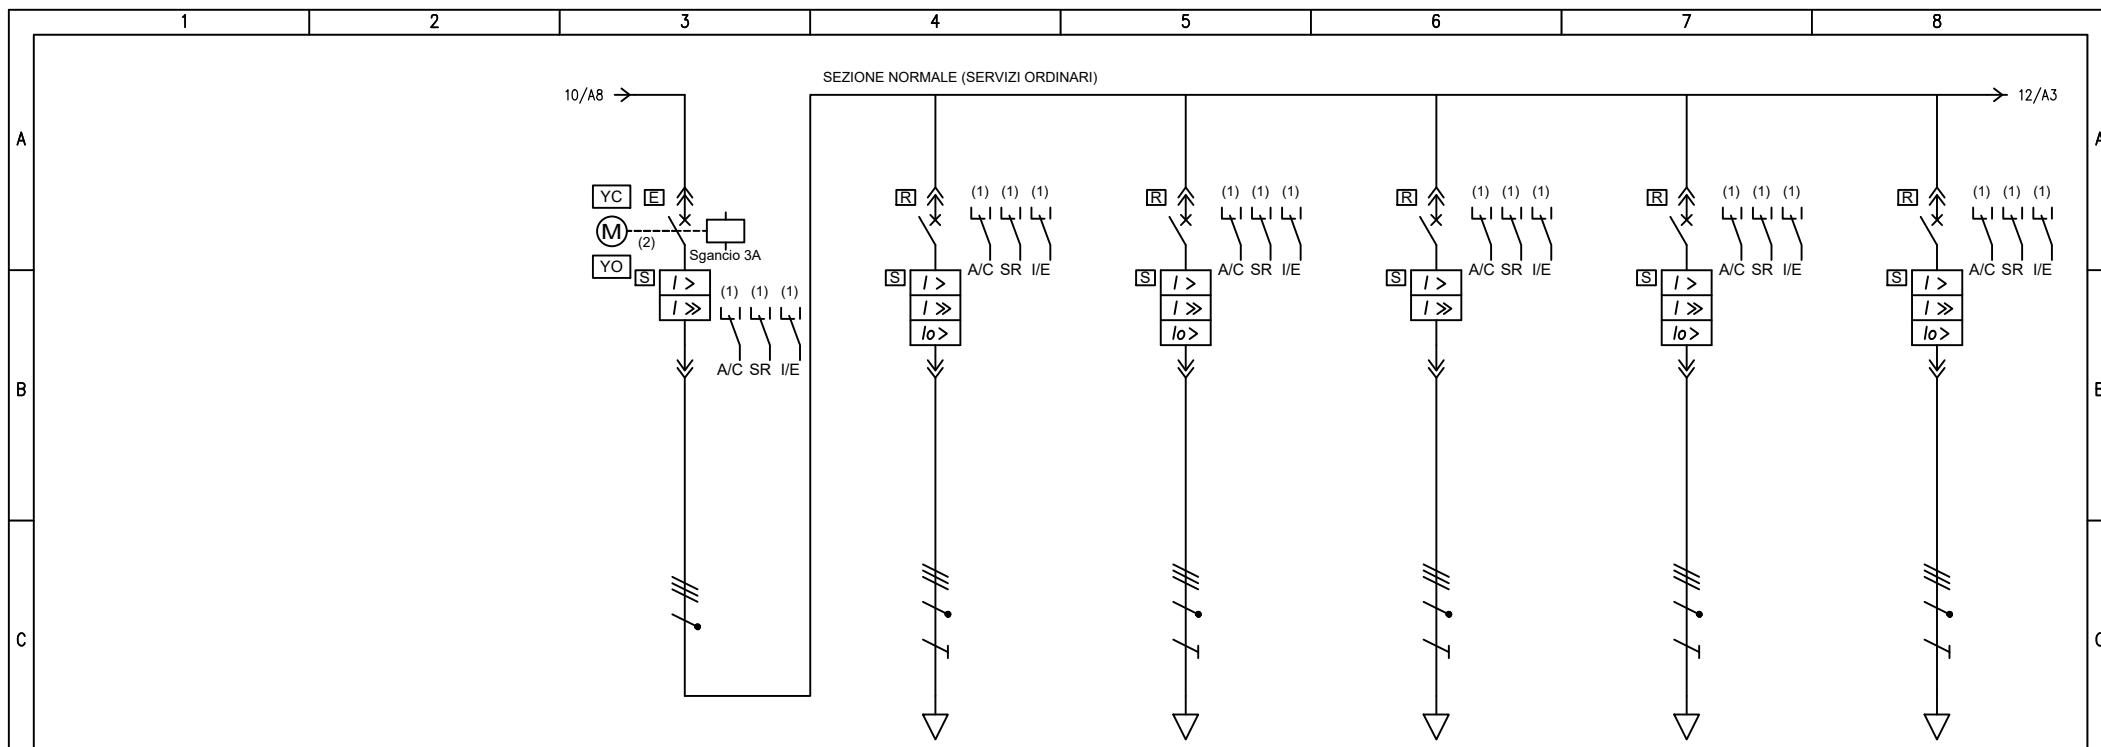 1 2 3 4 5 6 7 8
SEZIONE NORMALE (SERVIZI ORDINARI)
10/A8 12/A3
A A
YC E R (1) (1) (1) R (1) (1) (1) R (1) (1) (1) R (1) (1) (1) R (1) (1) (1)
M (2)
Sgancio 3A
YO S I > S I > A/C SR I/E S I > A/C SR I/E S I > A/C SR I/E S I > A/C SR I/E S I > A/C SR I/E
(1) (1) (1)
I >> I >> I >> I >> I >> I >>
Io> Io> Io> Io>
A/C SR I/E
B B
C C